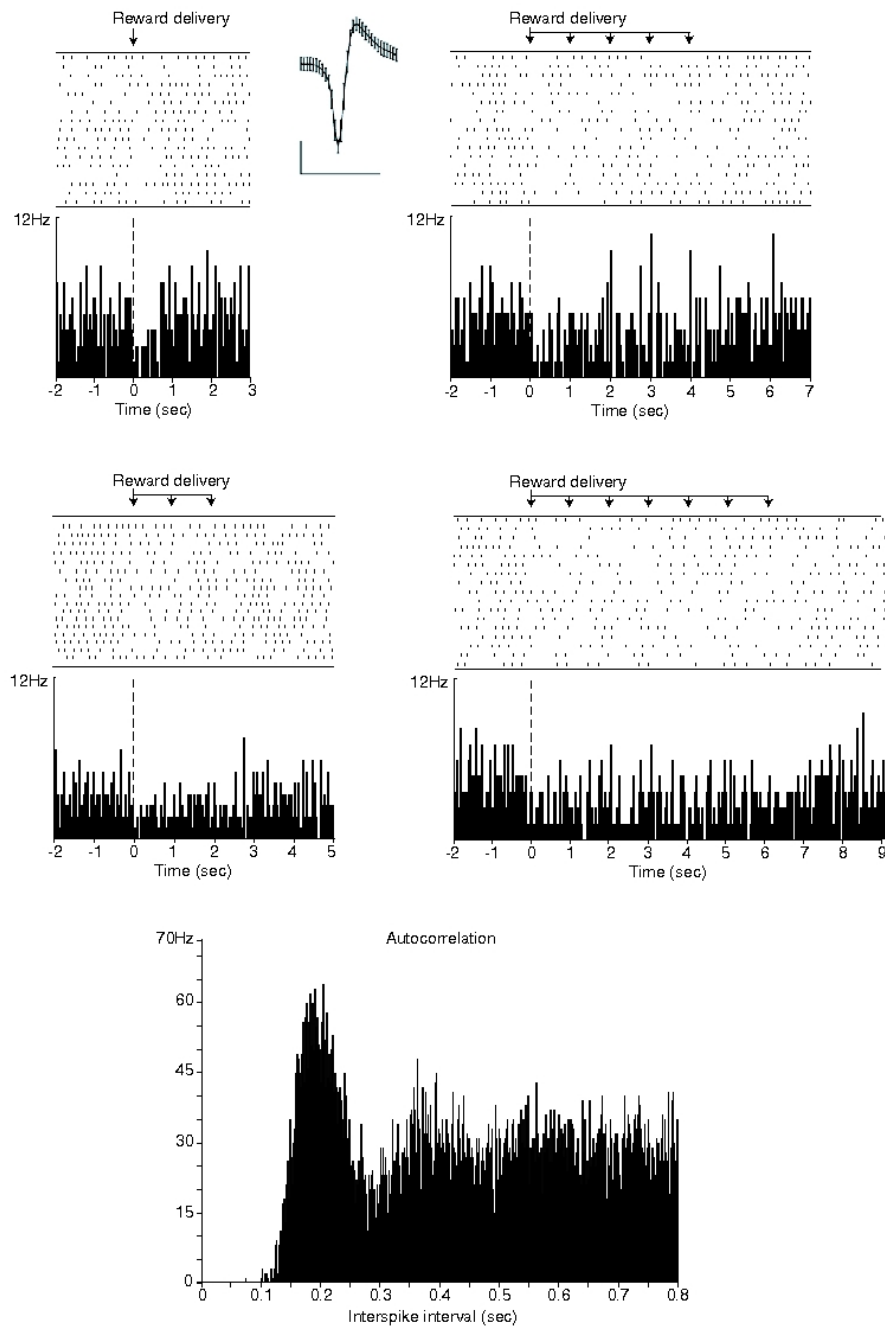 Reward delivery
12Hz
-2 -1 0 1 2 3
Time (sec)
Reward delivery
12Hz
-2 -1 0 1 2 3 4 5 6 7
Time (sec)
Reward delivery
12Hz
-2 -1 0 1 2 3 4 5
Time (sec)
Reward delivery
12Hz
-2 -1 0 1 2 3 4 5 6 7 8 9
Time (sec)
Autocorrelation
70Hz
60
45
30
15
0
0 0.1 0.2 0.3 0.4 0.5 0.6 0.7 0.8
Interspike interval (sec)